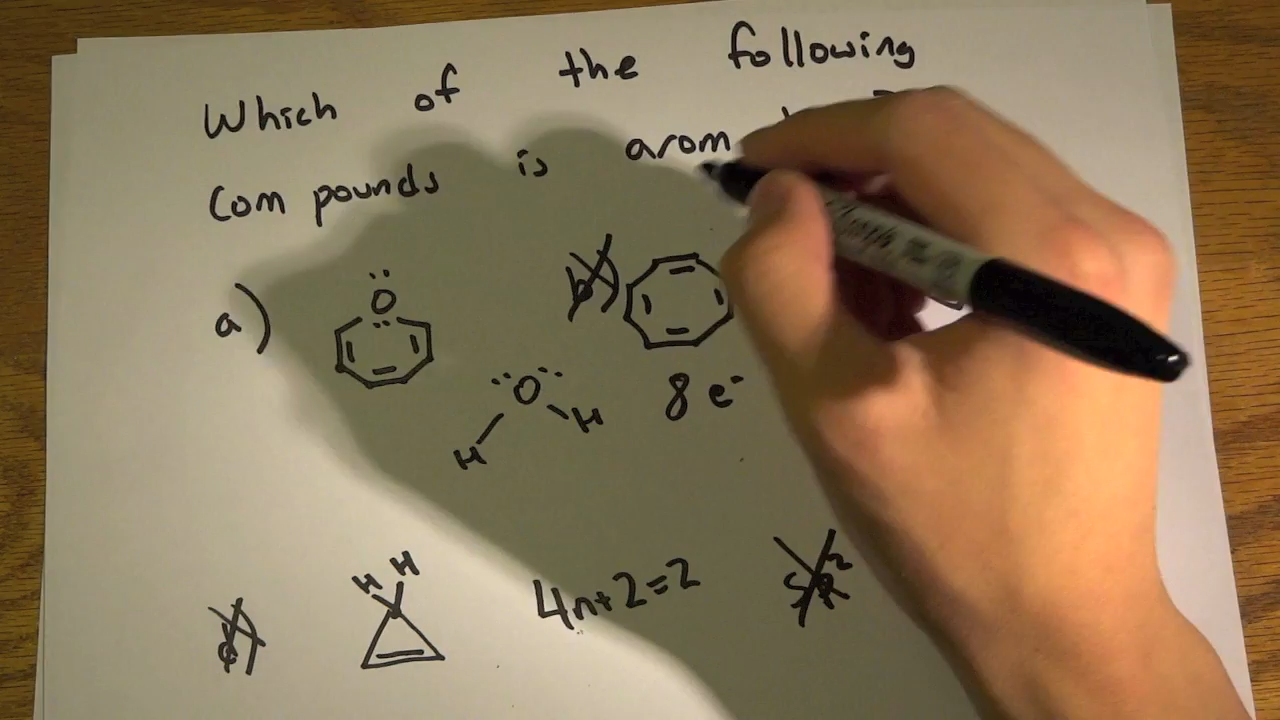 Which of the following
Compounds is arom
a)
O
b)
O
H
H
8 e-
H H
4n+2=2